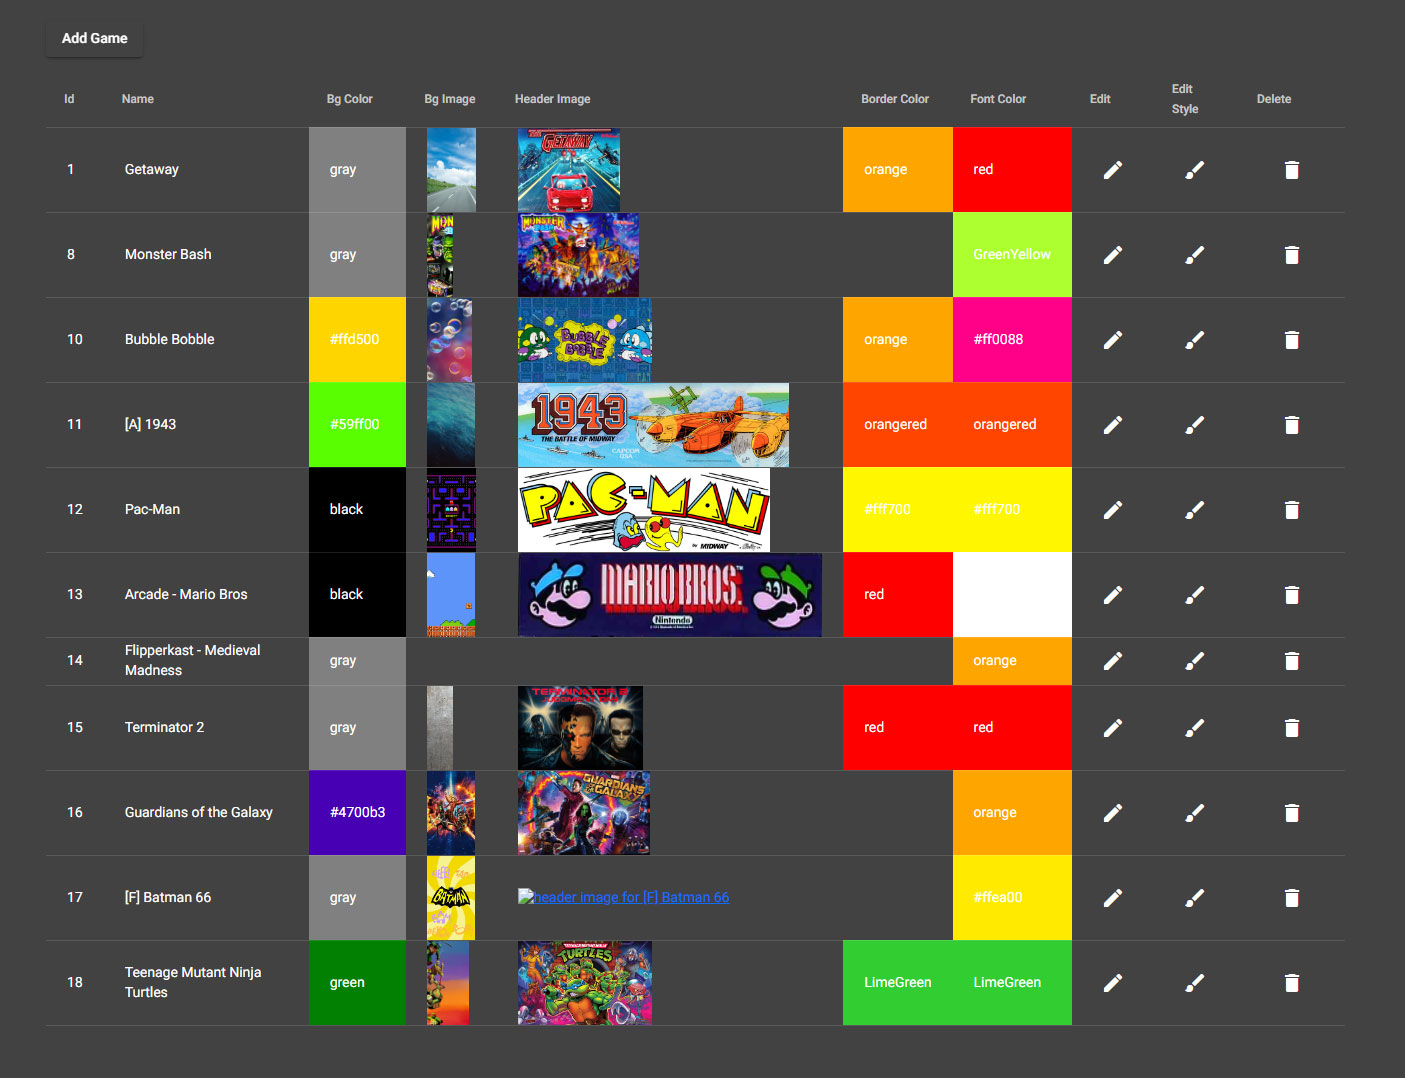 Add Game
Id Name Bg Color Bg Image Header Image Border Color Font Color Edit Edit Style Delete
1 Getaway gray THE GETAWAY orange red
8 Monster Bash gray MONSTER BASH GreenYellow
10 Bubble Bobble #ffd500 BUBBLE BOBBLE orange #ff0088
11 [A] 1943 #59ff00 1943 orangered orangered
THE BATTLE OF MIDWAY
CAPCOM USA
12 Pac-Man black PAC-MAN #fff700 #fff700
by MIDWAY
13 Arcade - Mario Bros black MARIO BROS. red
Nintendo
14 Flipperkast - Medieval gray orange
Madness
15 Terminator 2 gray TERMINATOR 2 red red
JUDGMENT DAY
16 Guardians of the Galaxy #4700b3 GUARDIANS OF THE GALAXY orange
17 [F] Batman 66 gray BATMAN header image for [F] Batman 66 #ffea00
18 Teenage Mutant Ninja green TEENAGE MUTANT NINJA LimeGreen LimeGreen
Turtles TURTLES